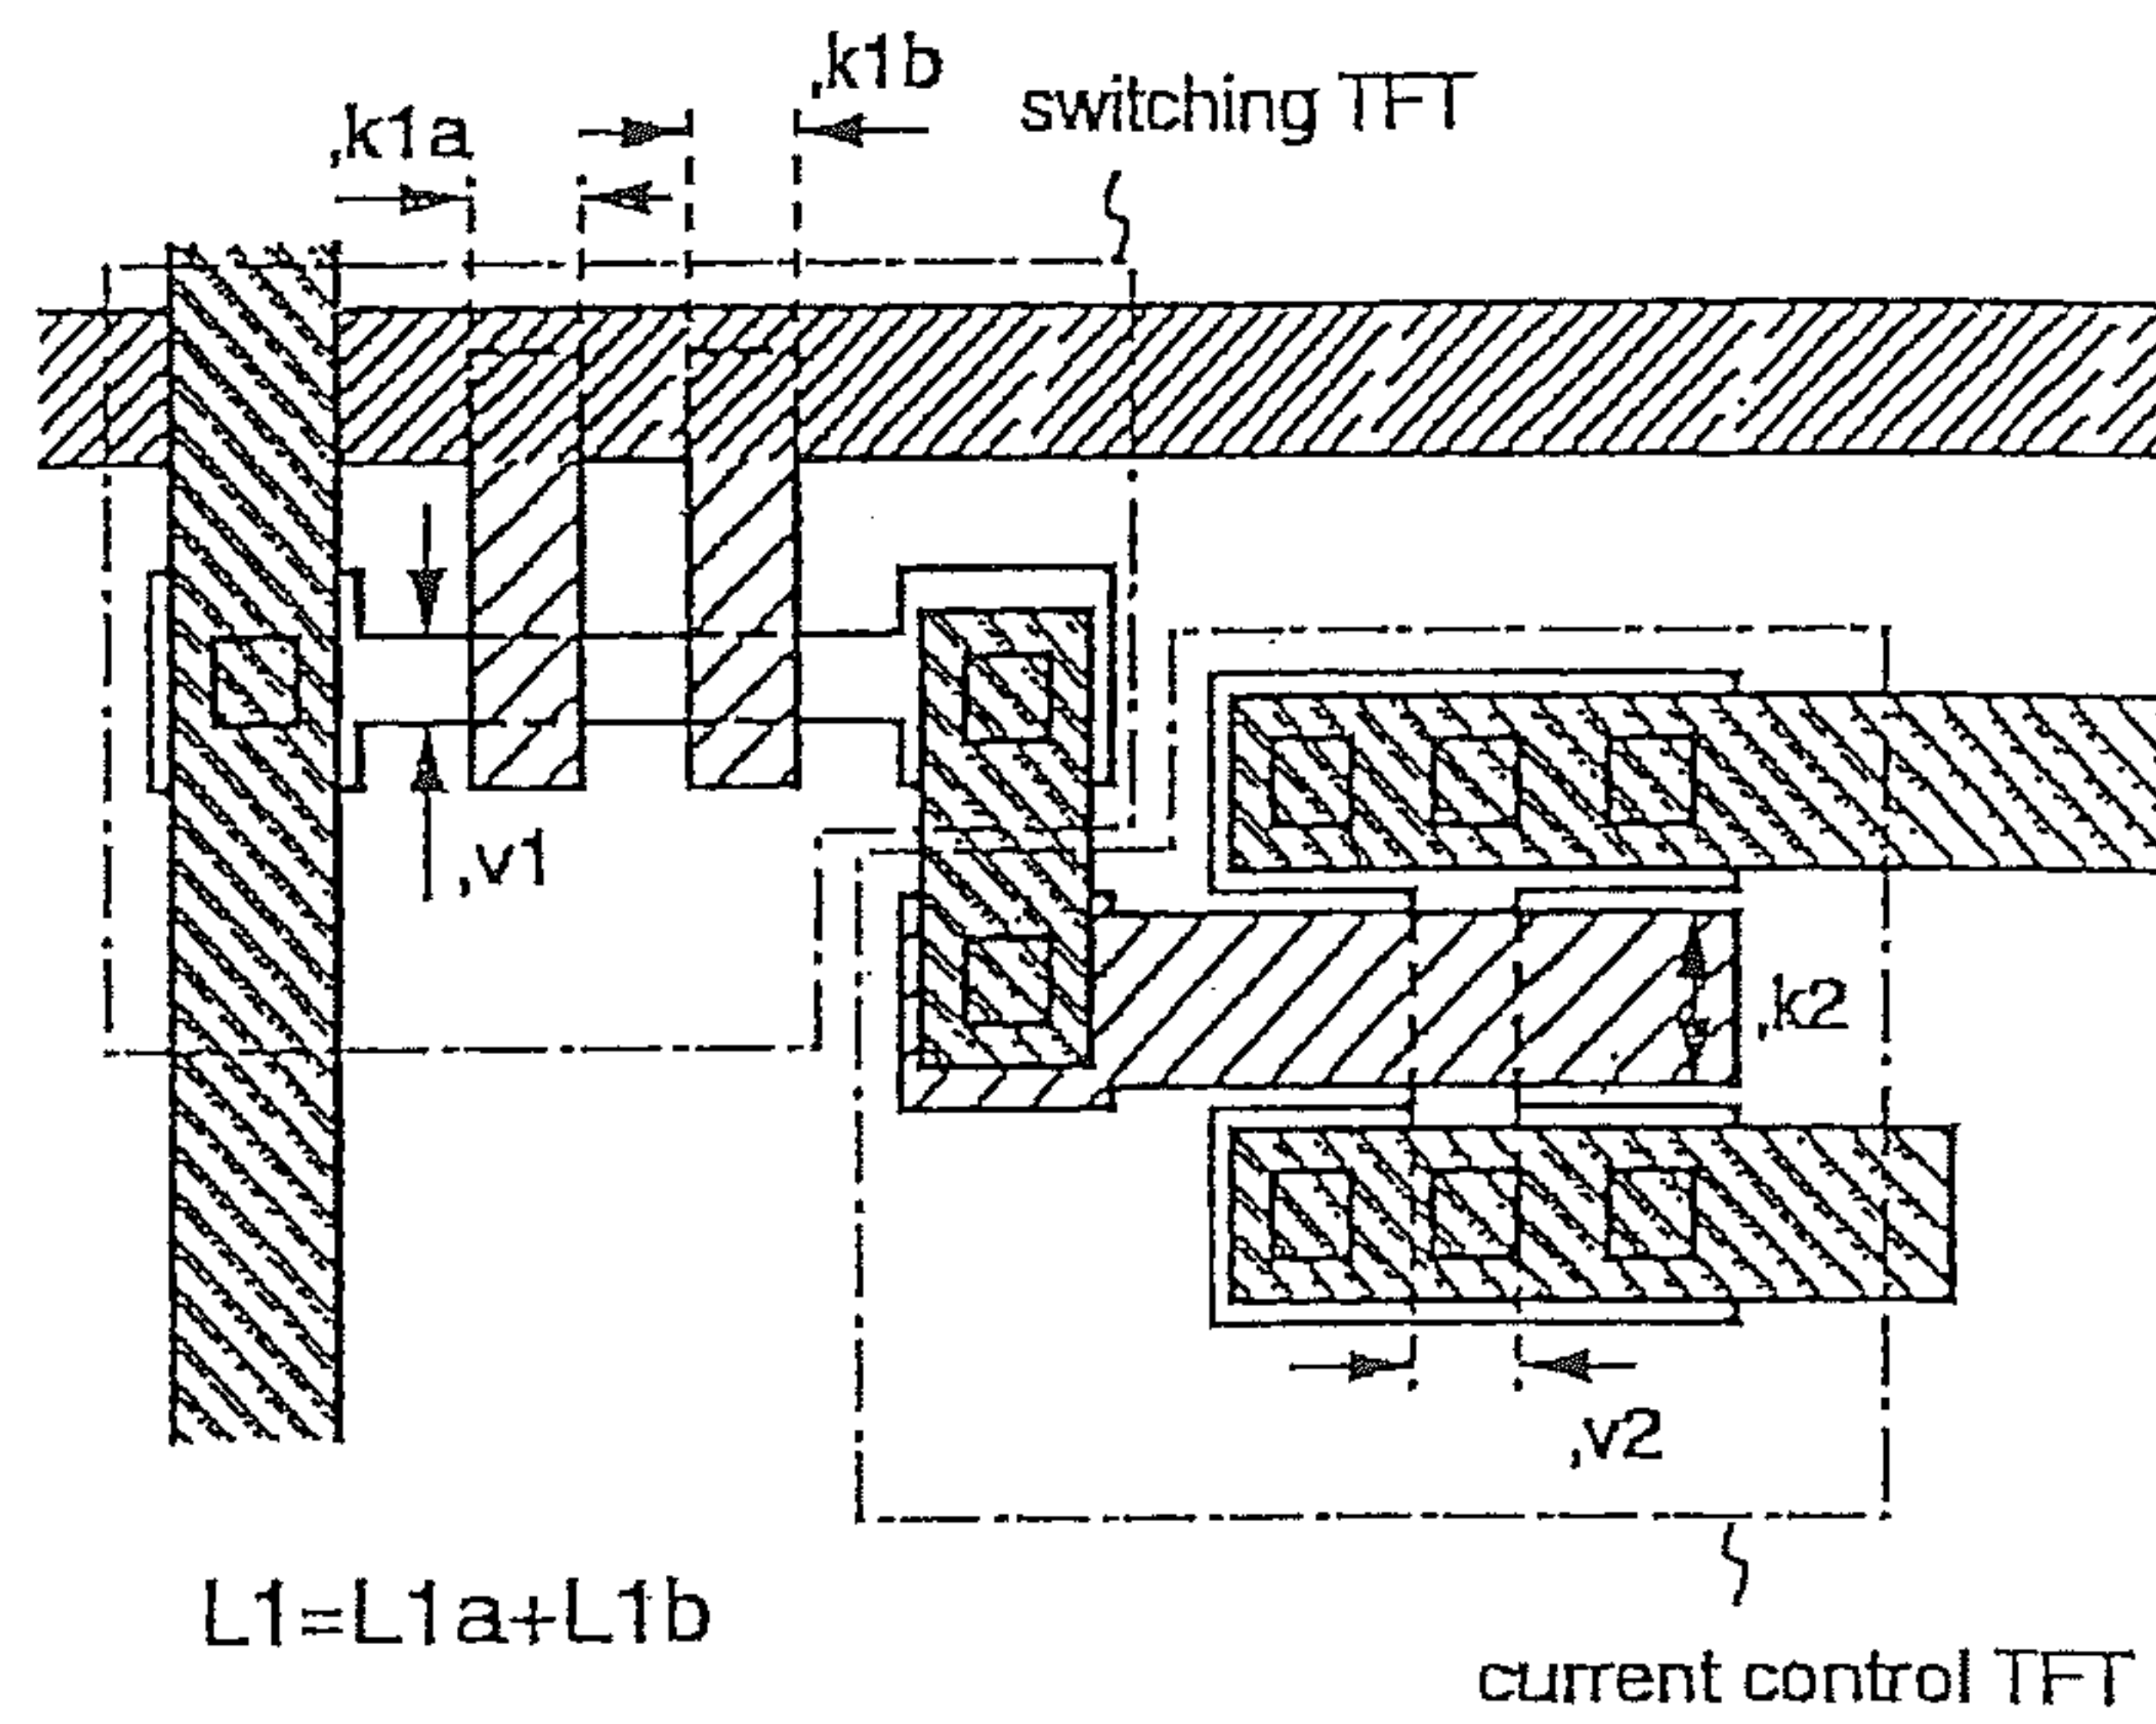 ,k1b
switching TFT
,k1a
,v1
,k2
,v2
L1=L1a+L1b
current control TFT